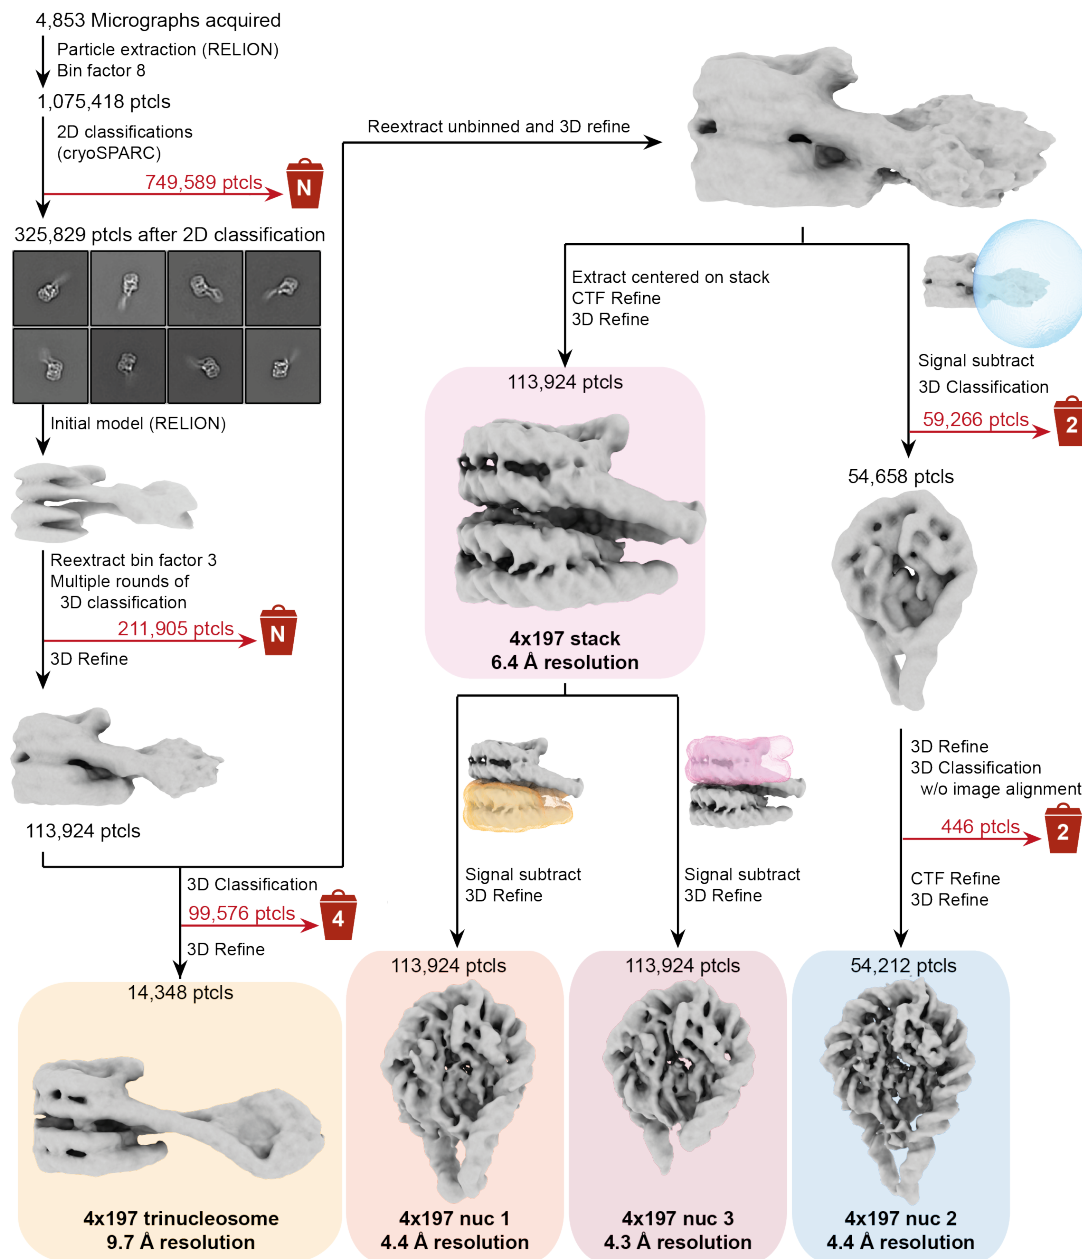 4,853 Micrographs acquired
Particle extraction (RELION)
Bin factor 8
1,075,418 ptcls
2D classifications
(cryoSPARC)
749,589 ptcls
N
325,829 ptcls after 2D classification
Initial model (RELION)
Reextract bin factor 3
Multiple rounds of
3D classification
211,905 ptcls
N
3D Refine
113,924 ptcls
3D Classification
99,576 ptcls
4
3D Refine
14,348 ptcls
4x197 trinucleosome
9.7 Å resolution
Reextract unbinned and 3D refine
Extract centered on stack
CTF Refine
3D Refine
113,924 ptcls
4x197 stack
6.4 Å resolution
Signal subtract
3D Refine
113,924 ptcls
4x197 nuc 1
4.4 Å resolution
Signal subtract
3D Refine
113,924 ptcls
4x197 nuc 3
4.3 Å resolution
Signal subtract
3D Classification
59,266 ptcls
2
54,658 ptcls
3D Refine
3D Classification
w/o image alignment
446 ptcls
2
CTF Refine
3D Refine
54,212 ptcls
4x197 nuc 2
4.4 Å resolution